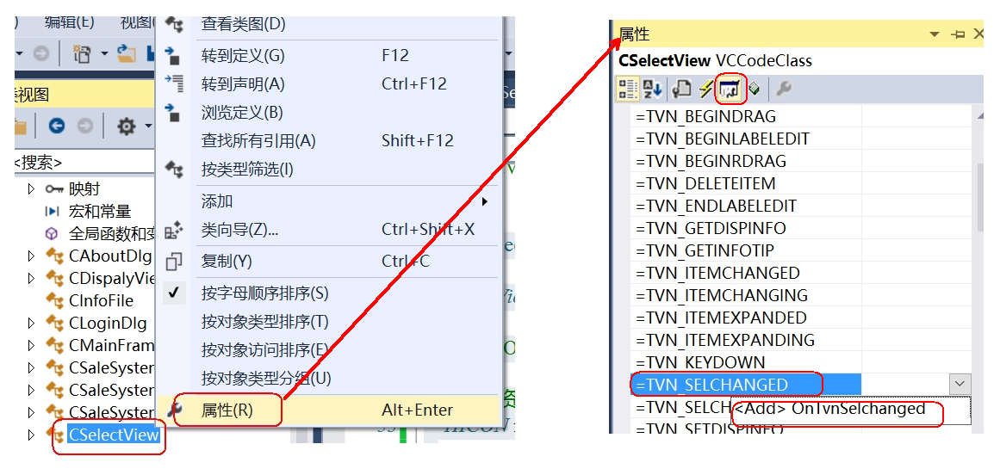 编辑(E) 视图(
查看类图(D)
转到定义(G) F12
转到声明(A) Ctrl+F12
浏览定义(B)
查找所有引用(A) Shift+F12
按类型筛选(I)
添加
类向导(Z)... Ctrl+Shift+X
复制(Y) Ctrl+C
按字母顺序排序(S)
按对象类型排序(T)
按对象访问排序(E)
按对象类型分组(U)
属性(R) Alt+Enter
视图
<搜索>
映射
宏和常量
全局函数和变
CAboutDlg
CDispalyVie
CInfoFile
CLoginDlg
CMainFram
CSaleSyster
CSaleSyster
CSaleSyster
CSelectView
HICON
属性
CSelectView VCCodeClass
=TVN_BEGINDRAG
=TVN_BEGINLABELEDIT
=TVN_BEGINRDRAG
=TVN_DELETEITEM
=TVN_ENDLABELEDIT
=TVN_GETDISPINFO
=TVN_GETINFOTIP
=TVN_ITEMCHANGED
=TVN_ITEMCHANGING
=TVN_ITEMEXPANDED
=TVN_ITEMEXPANDING
=TVN_KEYDOWN
=TVN_SELCHANGED
=TVN_SELCH <Add> OnTvnSelchanged
=TVN_SETDISPINFO